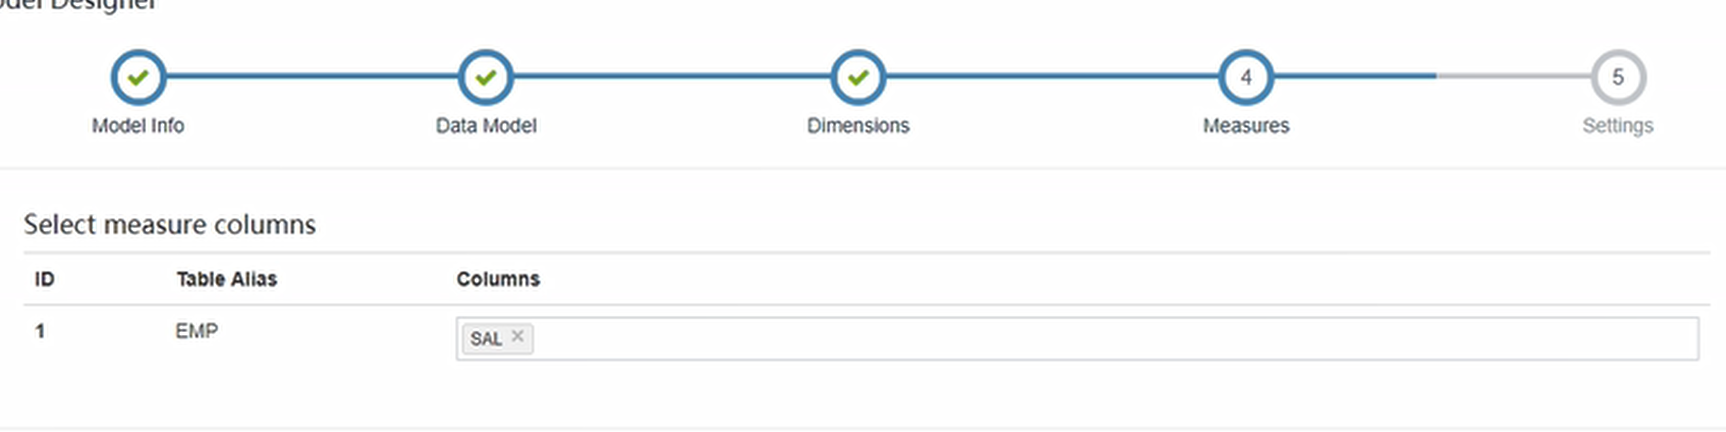 Designer
4
5
Model Info
Data Model
Dimensions
Measures
Settings
Select measure columns
ID Table Alias Columns
1 EMP SAL ×